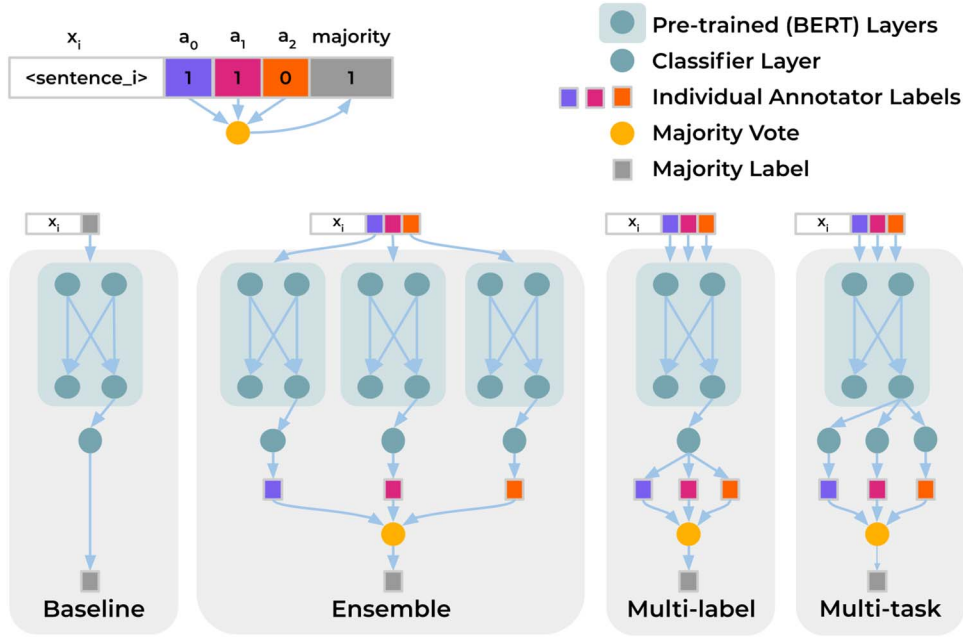 xi a0 a1 a2 majority
<sentence_i> 1 1 0 1
Pre-trained (BERT) Layers
Classifier Layer
Individual Annotator Labels
Majority Vote
Majority Label
xi xi xi xi
Baseline Ensemble Multi-label Multi-task